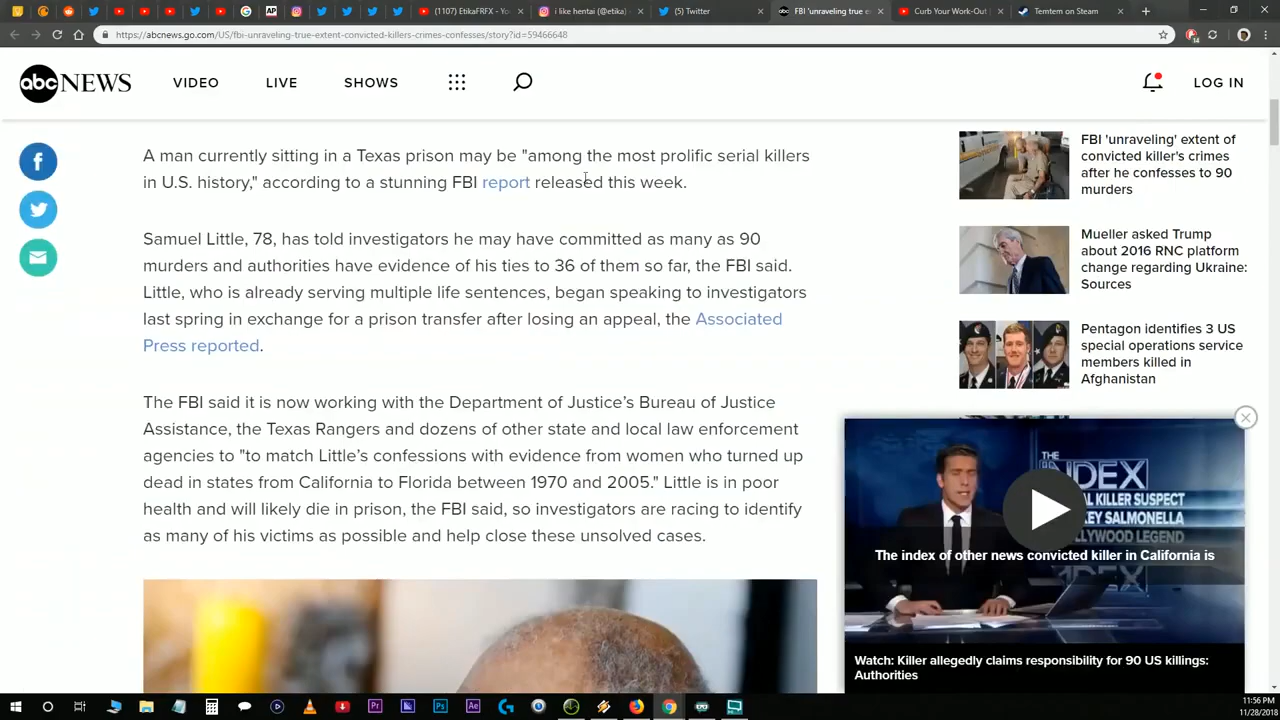 (1107) EtikaFRFX - Yo
i like hentai (@etika)
(5) Twitter
FBI 'unraveling true e
Curb Your Work-Out
Temtem on Steam
https://abcnews.go.com/US/fbi-unraveling-true-extent-convicted-killers-crimes-confesses/story?id=59466648
abc NEWS
VIDEO
LIVE
SHOWS
LOG IN
A man currently sitting in a Texas prison may be "among the most prolific serial killers
in U.S. history," according to a stunning FBI report released this week.
Samuel Little, 78, has told investigators he may have committed as many as 90
murders and authorities have evidence of his ties to 36 of them so far, the FBI said.
Little, who is already serving multiple life sentences, began speaking to investigators
last spring in exchange for a prison transfer after losing an appeal, the Associated
Press reported.
The FBI said it is now working with the Department of Justice's Bureau of Justice
Assistance, the Texas Rangers and dozens of other state and local law enforcement
agencies to "to match Little's confessions with evidence from women who turned up
dead in states from California to Florida between 1970 and 2005." Little is in poor
health and will likely die in prison, the FBI said, so investigators are racing to identify
as many of his victims as possible and help close these unsolved cases.
FBI 'unraveling' extent of
convicted killer's crimes
after he confesses to 90
murders
Mueller asked Trump
about 2016 RNC platform
change regarding Ukraine:
Sources
Pentagon identifies 3 US
special operations service
members killed in
Afghanistan
THE
INDEX
AL KILLER SUSPECT
KEY SALMONELLA
LLYWOOD LEGEND
The index of other news convicted killer in California is
Watch: Killer allegedly claims responsibility for 90 US killings:
Authorities
11:56 PM
11/28/2018